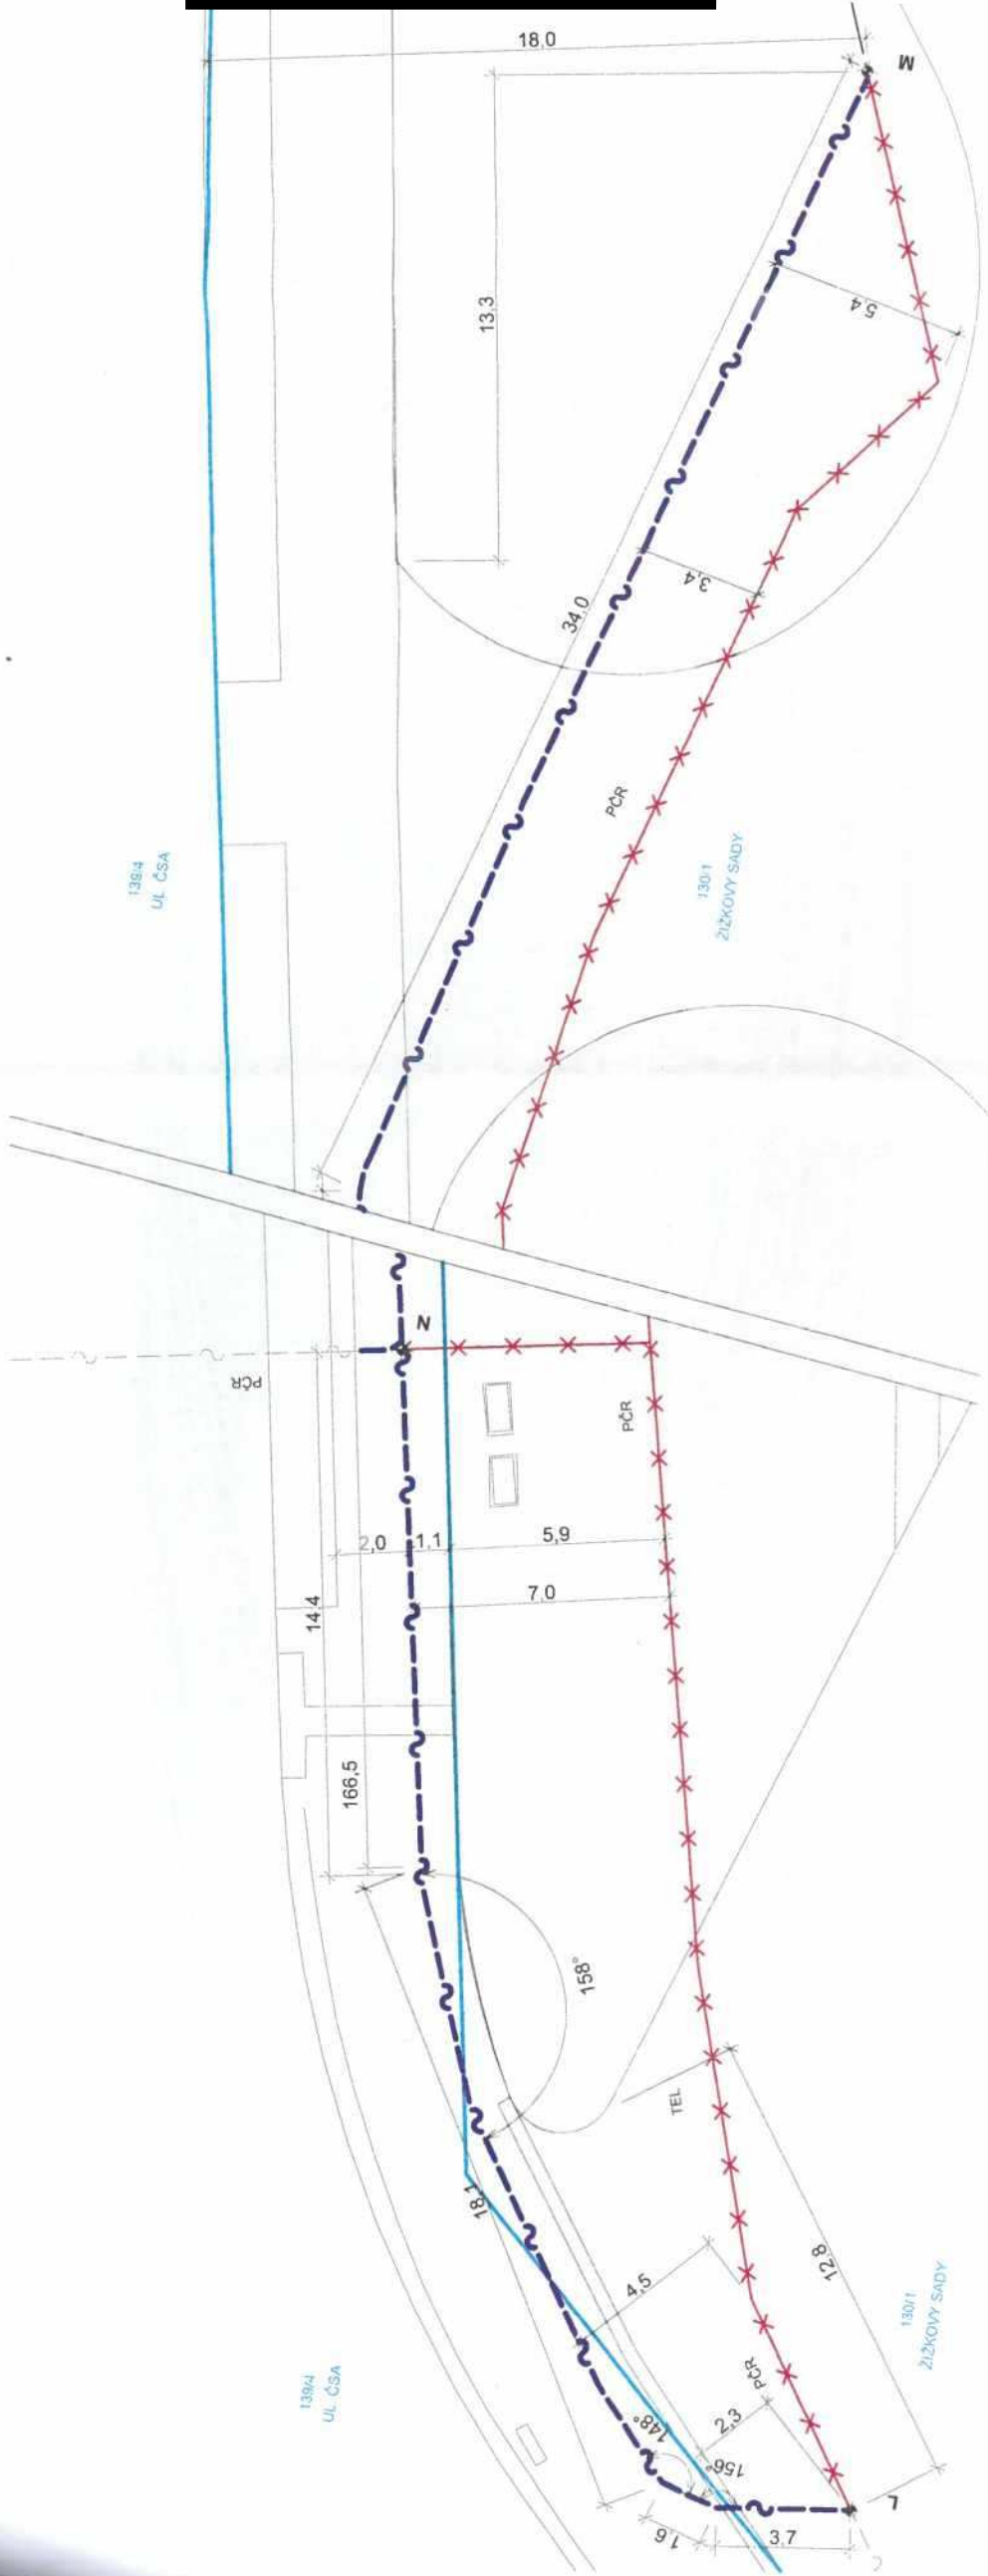 18,0
M
13,3
5,4
3,4
34,0
PČR
139/4
UL. ČSA
130/1
ŽIŽKOVY SADY
N
PČR
PČR
2,0
1,1
5,9
7,0
14,4
166,5
158°
TEL
18,1
4,5
12,8
139/4
UL. ČSA
130/1
ŽIŽKOVY SADY
PČR
148°
2,3
156°
1,6
3,7
L